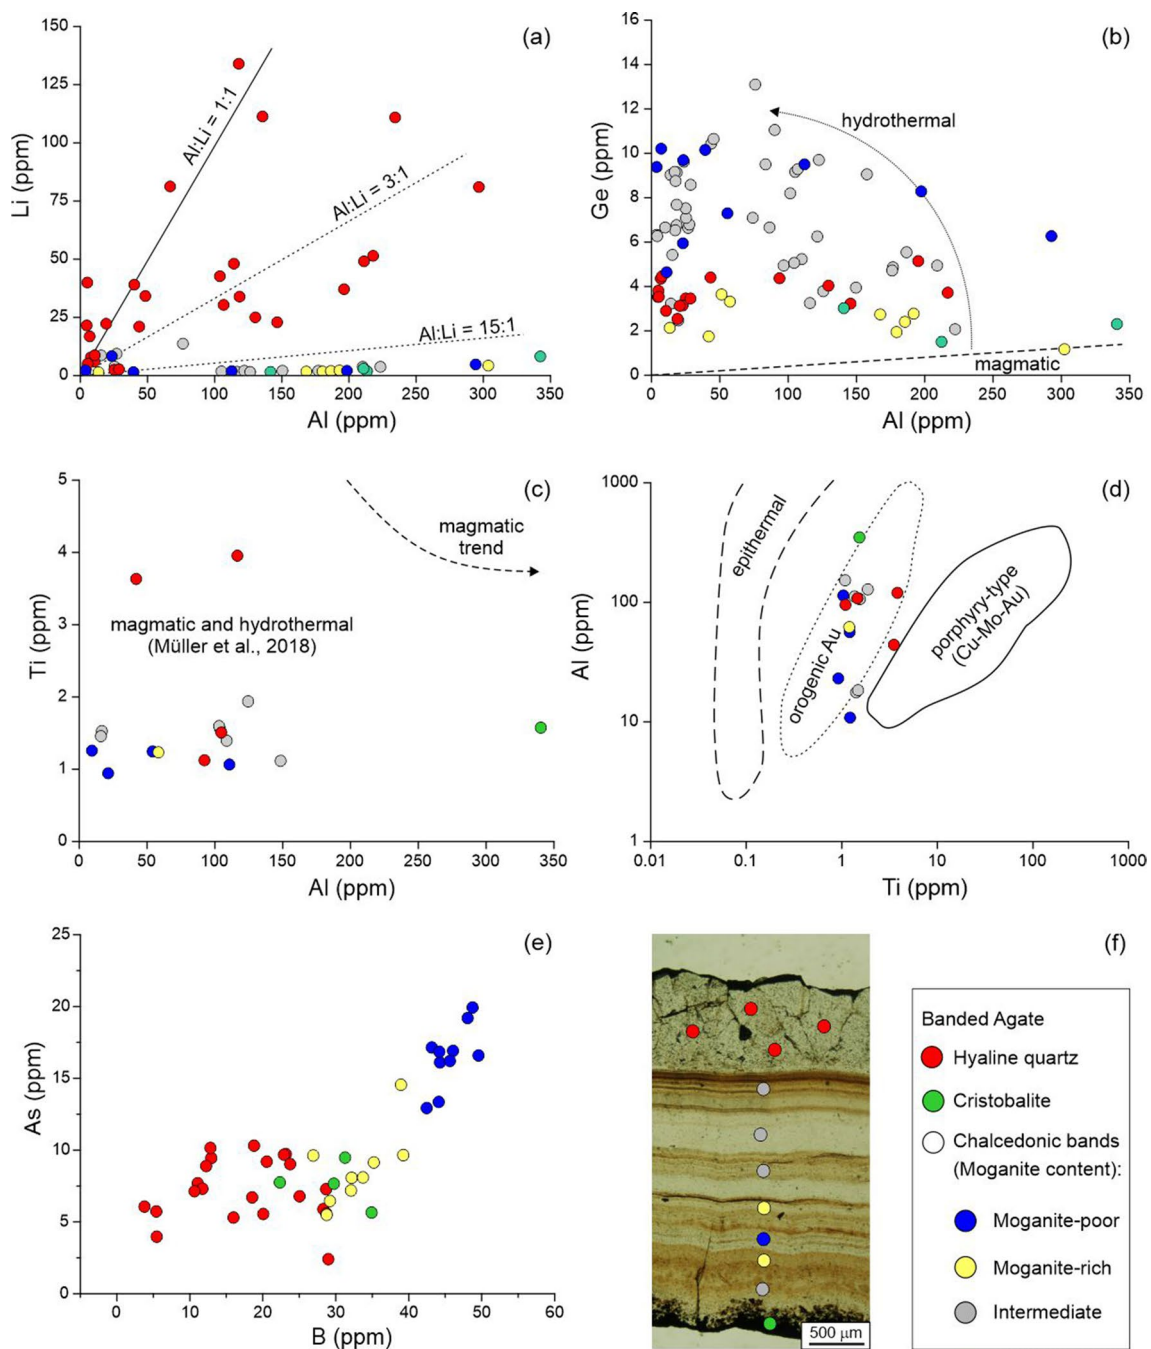 (a)
150
125
100
75
50
25
0
Li (ppm)
Al:Li = 1:1
Al:Li = 3:1
Al:Li = 15:1
0 50 100 150 200 250 300 350
Al (ppm)
(b)
16
14
12
10
8
6
4
2
0
Ge (ppm)
hydrothermal
magmatic
0 50 100 150 200 250 300 350
Al (ppm)
(c)
5
4
3
2
1
0
Ti (ppm)
magmatic
trend
magmatic and hydrothermal
(Müller et al., 2018)
0 50 100 150 200 250 300 350
Al (ppm)
(d)
1000
100
10
1
Al (ppm)
epithermal
orogenic Au
porphyry-type
(Cu-Mo-Au)
0.01 0.1 1 10 100 1000
Ti (ppm)
(e)
25
20
15
10
5
0
As (ppm)
0 10 20 30 40 50 60
B (ppm)
(f)
500 µm
Banded Agate
Hyaline quartz
Cristobalite
Chalcedonic bands
(Moganite content):
Moganite-poor
Moganite-rich
Intermediate